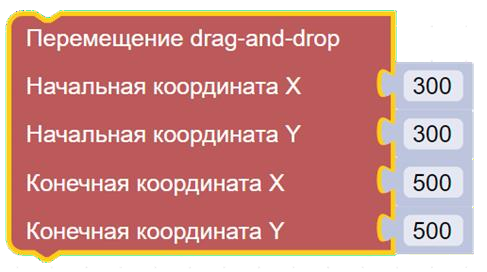 Перемещение drag-and-drop
Начальная координата X 300
Начальная координата Y 300
Конечная координата X 500
Конечная координата Y 500